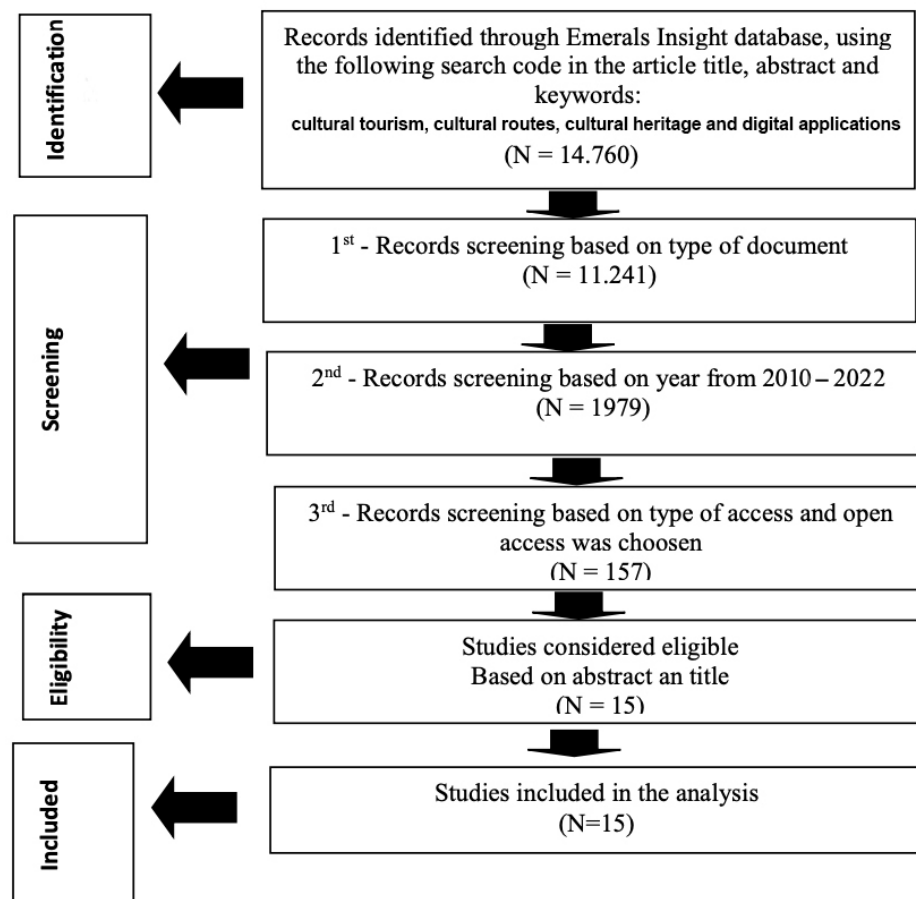 Identification
Records identified through Emerals Insight database, using
the following search code in the article title, abstract and
keywords:
cultural tourism, cultural routes, cultural heritage and digital applications
(N = 14.760)
Screening
1st - Records screening based on type of document
(N = 11.241)
2nd - Records screening based on year from 2010 – 2022
(N = 1979)
3rd - Records screening based on type of access and open
access was choosen
(N = 157)
Eligibility
Studies considered eligible
Based on abstract an title
(N = 15)
Included
Studies included in the analysis
(N=15)